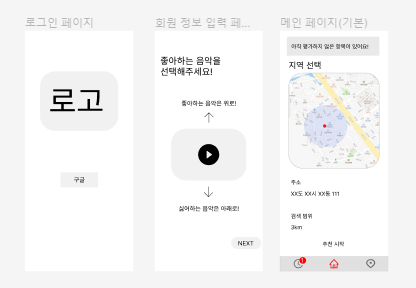 로그인 페이지
로고
구글
회원 정보 입력 페...
좋아하는 음악을
선택해주세요!
좋아하는 음악은 위로!
싫어하는 음악은 아래로!
NEXT
메인 페이지(기본)
아직 평가하지 않은 항목이 있어요!
지역 선택
주소
XX도 XX시 XX동 111
검색 범위
3km
추천 시작